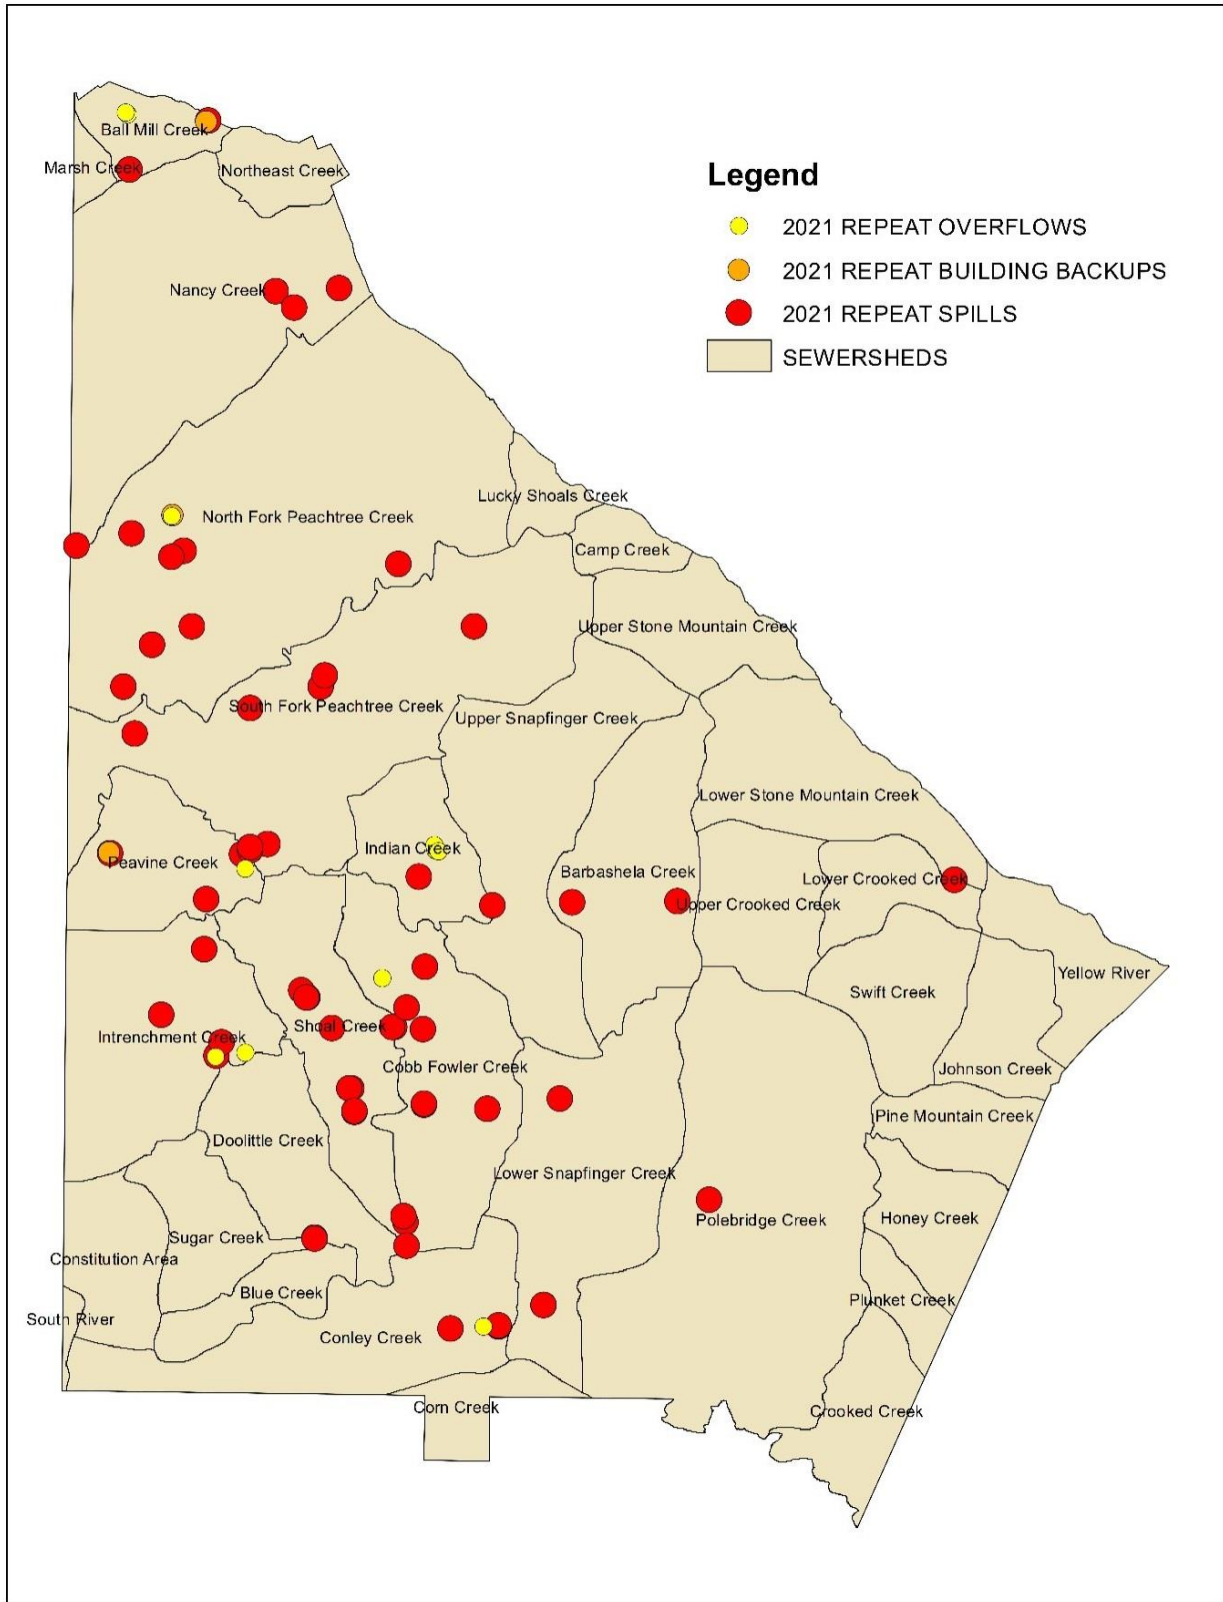 Ball Mill Creek
Marsh Creek
Northeast Creek
Legend
2021 REPEAT OVERFLOWS
2021 REPEAT BUILDING BACKUPS
2021 REPEAT SPILLS
SEWERSHEDS
Nancy Creek
Lucky Shoals Creek
North Fork Peachtree Creek
Camp Creek
Upper Stone Mountain Creek
South Fork Peachtree Creek
Upper Snapfinger Creek
Lower Stone Mountain Creek
Indian Creek
Peavine Creek
Barbashela Creek
Lower Crooked Creek
Upper Crooked Creek
Yellow River
Swift Creek
Shoal Creek
Intrenchment Creek
Cobb Fowler Creek
Johnson Creek
Pine Mountain Creek
Doolittle Creek
Lower Snapfinger Creek
Polebridge Creek
Honey Creek
Sugar Creek
Constitution Area
Blue Creek
Plunket Creek
South River
Conley Creek
Corn Creek
Crooked Creek